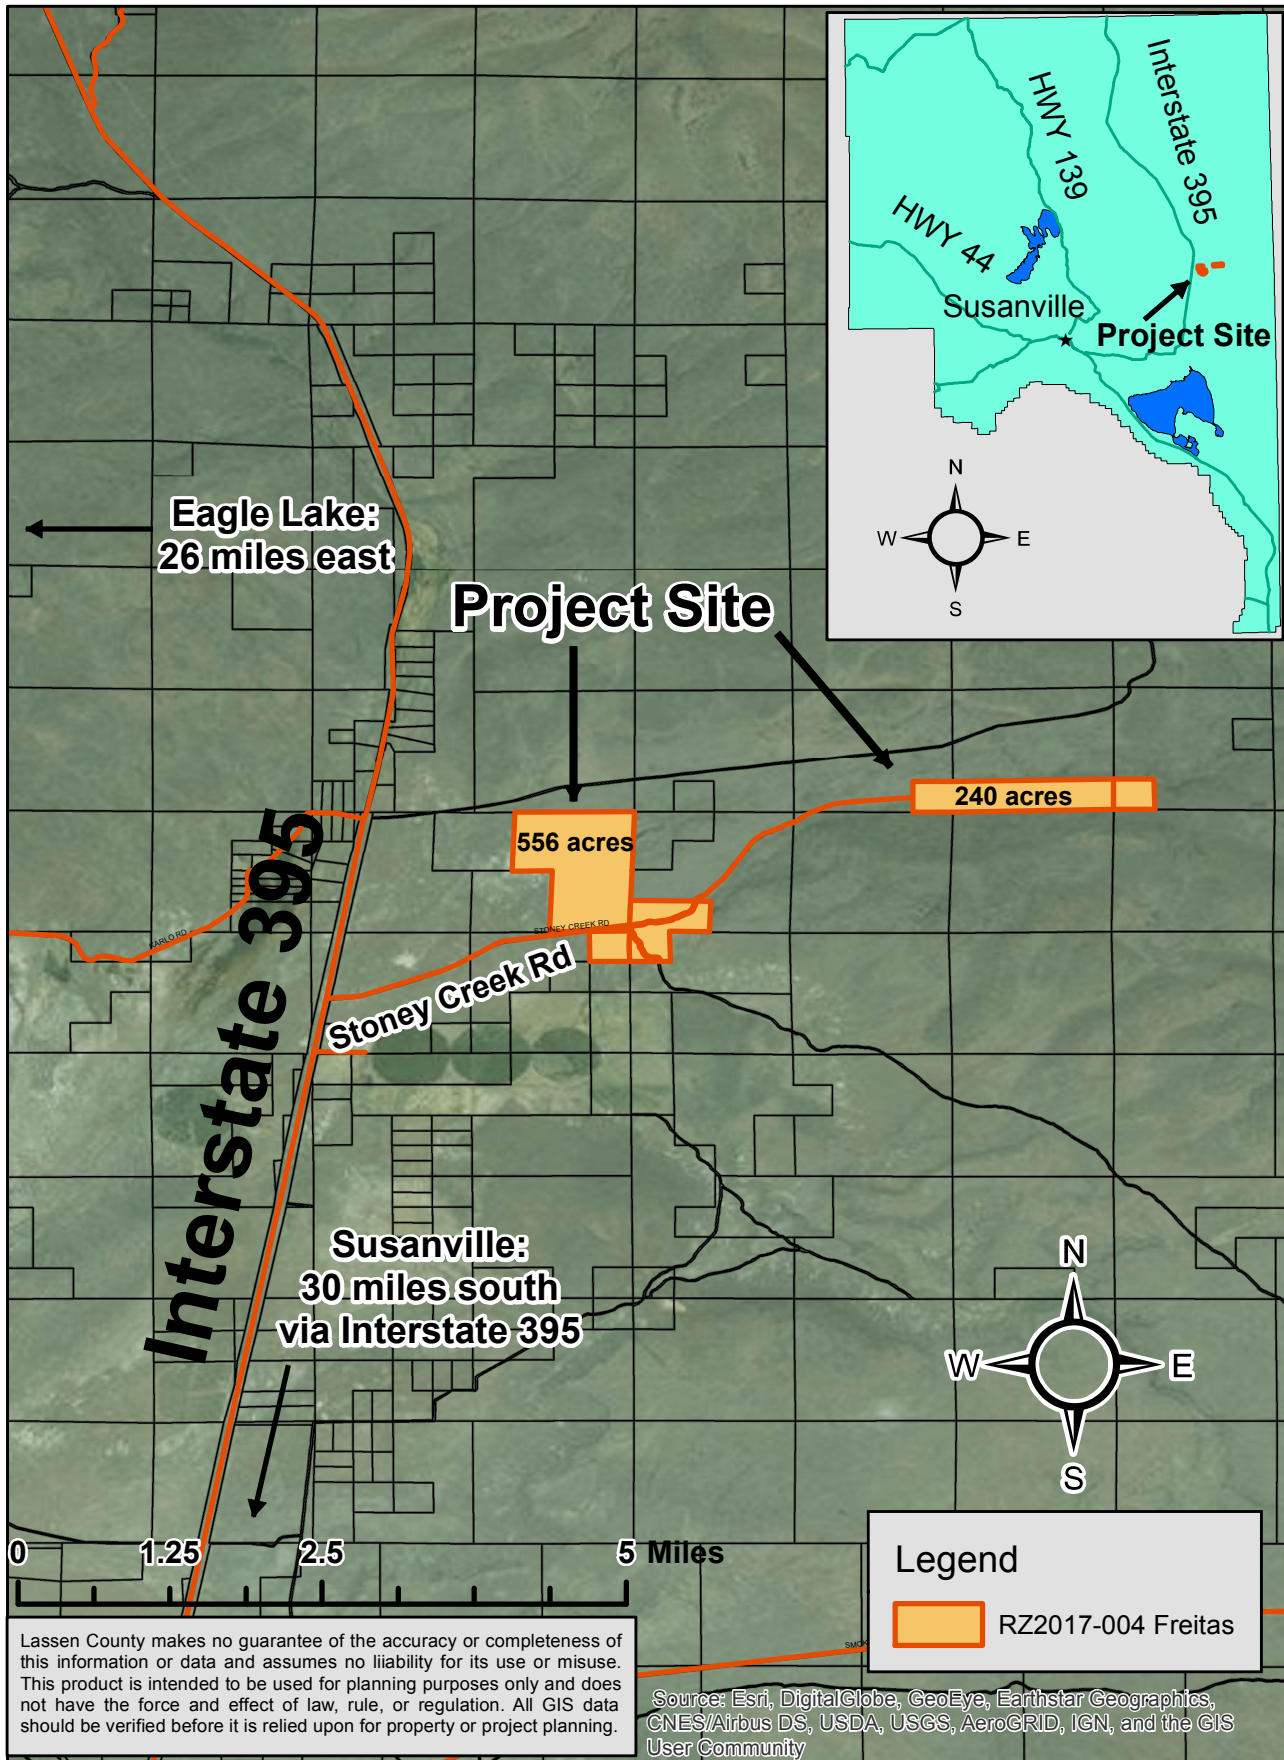 HWY 139
Interstate 395
HWY 44
Susanville
Project Site
N
W
E
S
Eagle Lake:
26 miles east
Project Site
240 acres
556 acres
STONEY CREEK RD
KARLO RD
Stoney Creek Rd
Interstate 395
Susanville:
30 miles south
via Interstate 395
N
W
E
S
0
1.25
2.5
5
Miles
Legend
RZ2017-004 Freitas
Lassen County makes no guarantee of the accuracy or completeness of
this information or data and assumes no liiability for its use or misuse.
This product is intended to be used for planning purposes only and does
not have the force and effect of law, rule, or regulation. All GIS data
should be verified before it is relied upon for property or project planning.
Source: Esri, DigitalGlobe, GeoEye, Earthstar Geographics,
CNES/Airbus DS, USDA, USGS, AeroGRID, IGN, and the GIS
User Community